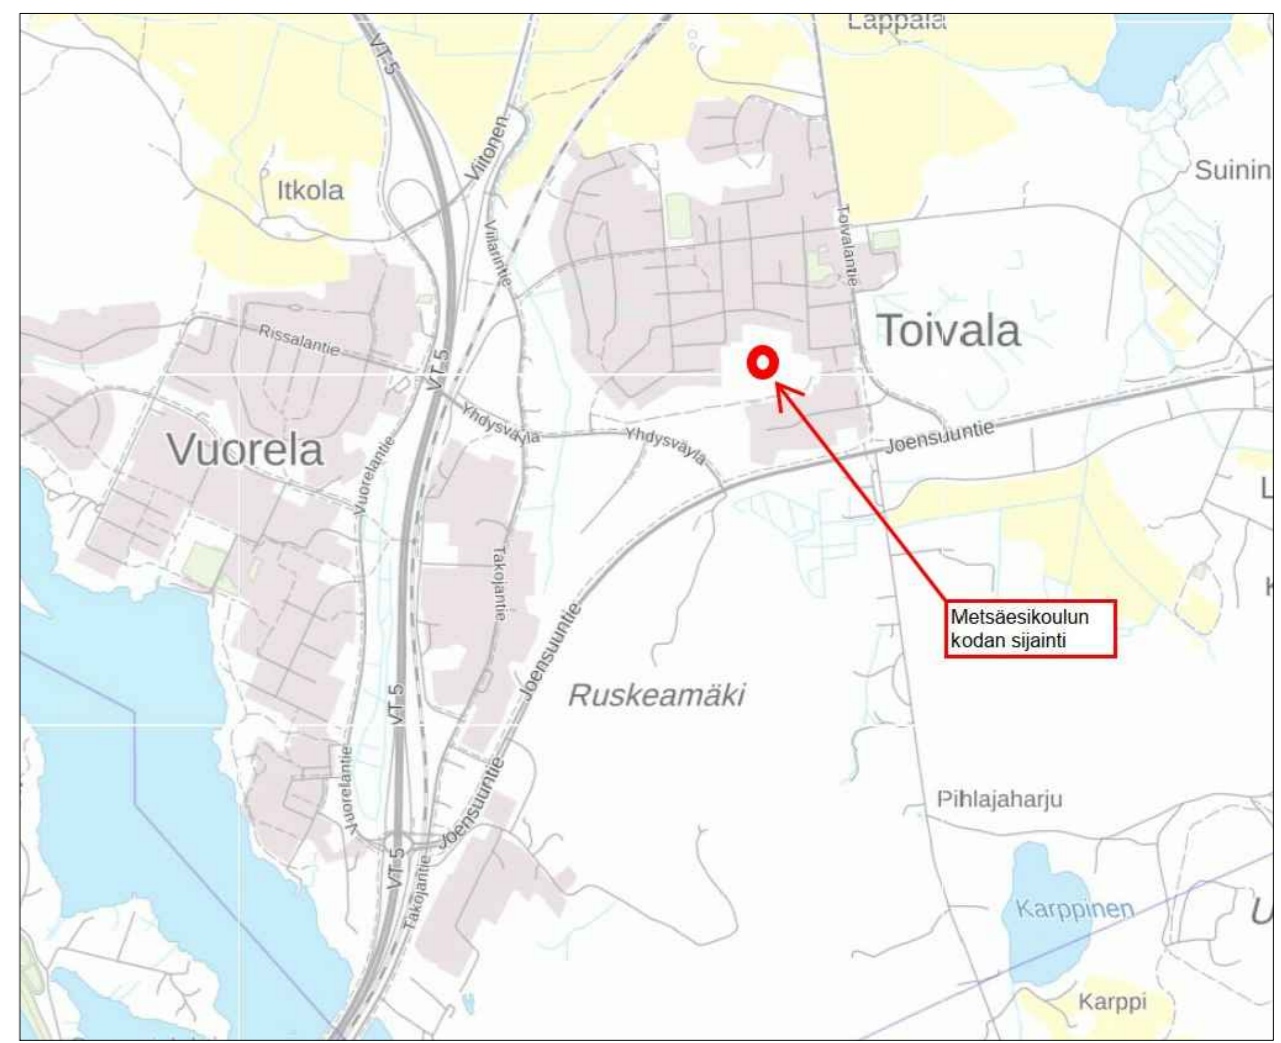 Lappala
VT 5
Viitonen
Suinin
Itkola
Toivalantie
Viilarintie
Toivala
Rissalantie
VT 5
Yhdysväylä
Yhdysväylä
Joensuuntie
Vuorela
Vuorelantie
Takojantie
Metsäesikoulun
kodan sijainti
Joensuuntie
Ruskeamäki
VT 5
Vuorelantie
Joensuuntie
Pihlajaharju
VT 5
Takojantie
Karppinen
Karppi